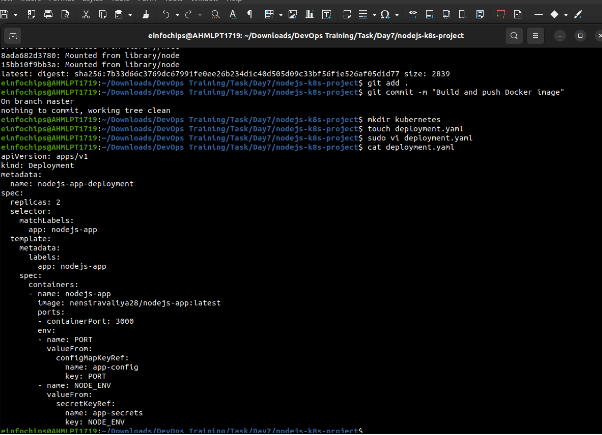 einfochips@AHMLPT1719: ~/Downloads/DevOps Training/Task/Day7/nodejs-k8s-project
8ada682d3780: Mounted from library/node
15bb10f9bb3a: Mounted from library/node
latest: digest: size: 2839
einfochips@AHMLPT1719:~/Downloads/DevOps Training/Task/Day7/nodejs-k8s-project$ git add .
einfochips@AHMLPT1719:~/Downloads/DevOps Training/Task/Day7/nodejs-k8s-project$ git commit -m "Build and push Docker image"
On branch master
nothing to commit, working tree clean
einfochips@AHMLPT1719:~/Downloads/DevOps Training/Task/Day7/nodejs-k8s-project$ mkdir kubernetes
einfochips@AHMLPT1719:~/Downloads/DevOps Training/Task/Day7/nodejs-k8s-project$ touch deployment.yaml
einfochips@AHMLPT1719:~/Downloads/DevOps Training/Task/Day7/nodejs-k8s-project$ sudo vi deployment.yaml
einfochips@AHMLPT1719:~/Downloads/DevOps Training/Task/Day7/nodejs-k8s-project$ cat deployment.yaml
apiVersion: apps/v1
kind: Deployment
metadata:
  name: nodejs-app-deployment
spec:
  replicas: 2
  selector:
    matchLabels:
      app: nodejs-app
  template:
    metadata:
      labels:
        app: nodejs-app
    spec:
      containers:
      - name: nodejs-app
        image: nensiravaliya28/nodejs-app:latest
        ports:
        - containerPort: 3000
        env:
        - name: PORT
          valueFrom:
            configMapKeyRef:
              name: app-config
              key: PORT
        - name: NODE_ENV
          valueFrom:
            secretKeyRef:
              name: app-secrets
              key: NODE_ENV
einfochips@AHMLPT1719:~/Downloads/DevOps Training/Task/Day7/nodejs-k8s-project$